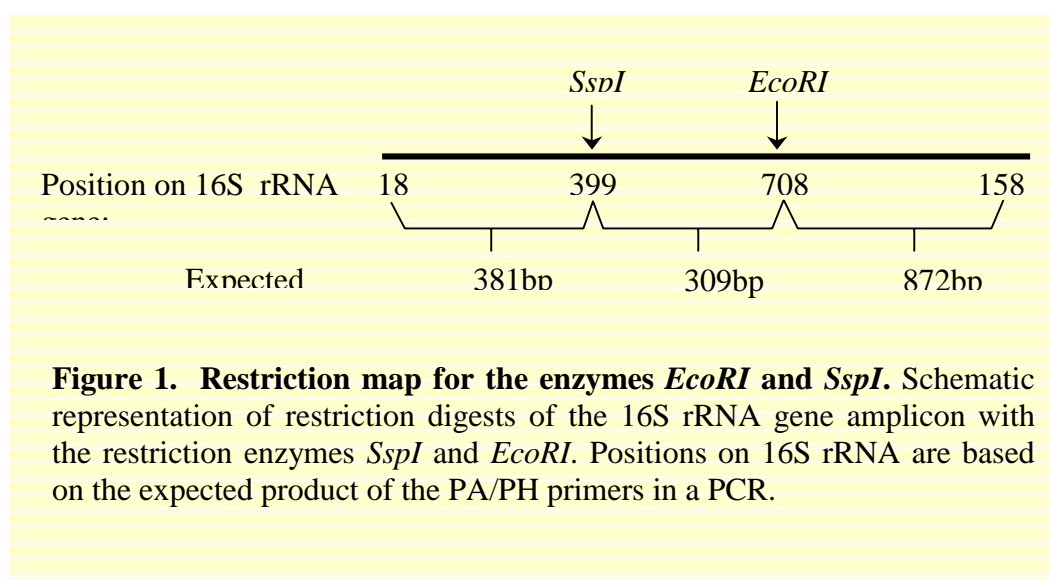 SspI EcoRI
Position on 16S rRNA 18 399 708 158
gene:
Expected 381bp 309bp 872bp
Figure 1. Restriction map for the enzymes EcoRI and SspI. Schematic
representation of restriction digests of the 16S rRNA gene amplicon with
the restriction enzymes SspI and EcoRI. Positions on 16S rRNA are based
on the expected product of the PA/PH primers in a PCR.